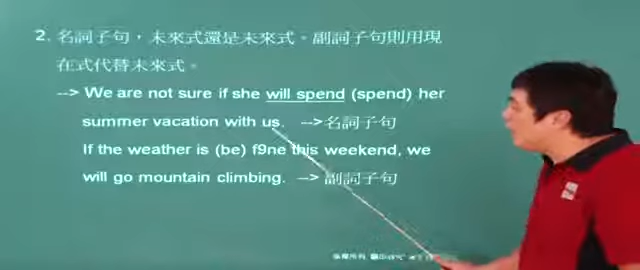 2. 名詞子句，未來式還是未來式。副詞子句則用現
在式代替未來式。
--> We are not sure if she will spend (spend) her
summer vacation with us. -->名詞子句
If the weather is (be) f9ne this weekend, we
will go mountain climbing. --> 副詞子句